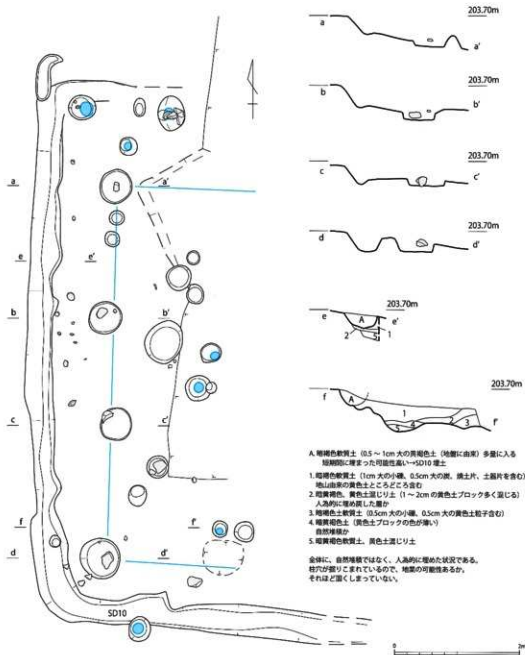 203.70m
a
a'
203.70m
b
b'
203.70m
c
c'
203.70m
d
d'
203.70m
e
A
e'
2
1
5
203.70m
f
A
1
2
3
4
5
f'
a
a'
e
e'
b
b'
c
c'
f
f'
d
d'
SD10
A. 暗褐色軟質土（0.5～1cm大の黄褐色土（地盤に由来）多量に入る
短期間に埋まった可能性高い→SD10 埋土
1. 暗褐色軟質土（1cm大の小礫、0.5cm大の炭、焼土片、土器片を含む）
地山由来の黄色土ところどころ含む
2. 暗黄褐色、黄色土混じり土（1～2cmの黄色土ブロック多く混じる）
人為的に埋め戻した層か
3. 暗褐色土軟質土（0.5cm大の小礫、0.5cm大の黄色土粒子含む）
4. 暗黄褐色土（黄色土ブロックの色が薄い）
自然堆積か
5. 暗黄褐色軟質土、黄色土混じり土
全体に、自然堆積ではなく、人為的に埋めた状況である。
柱穴が掘りこまれているので、地業の可能性あるか。
それほど固くしまっていない。
0
2m